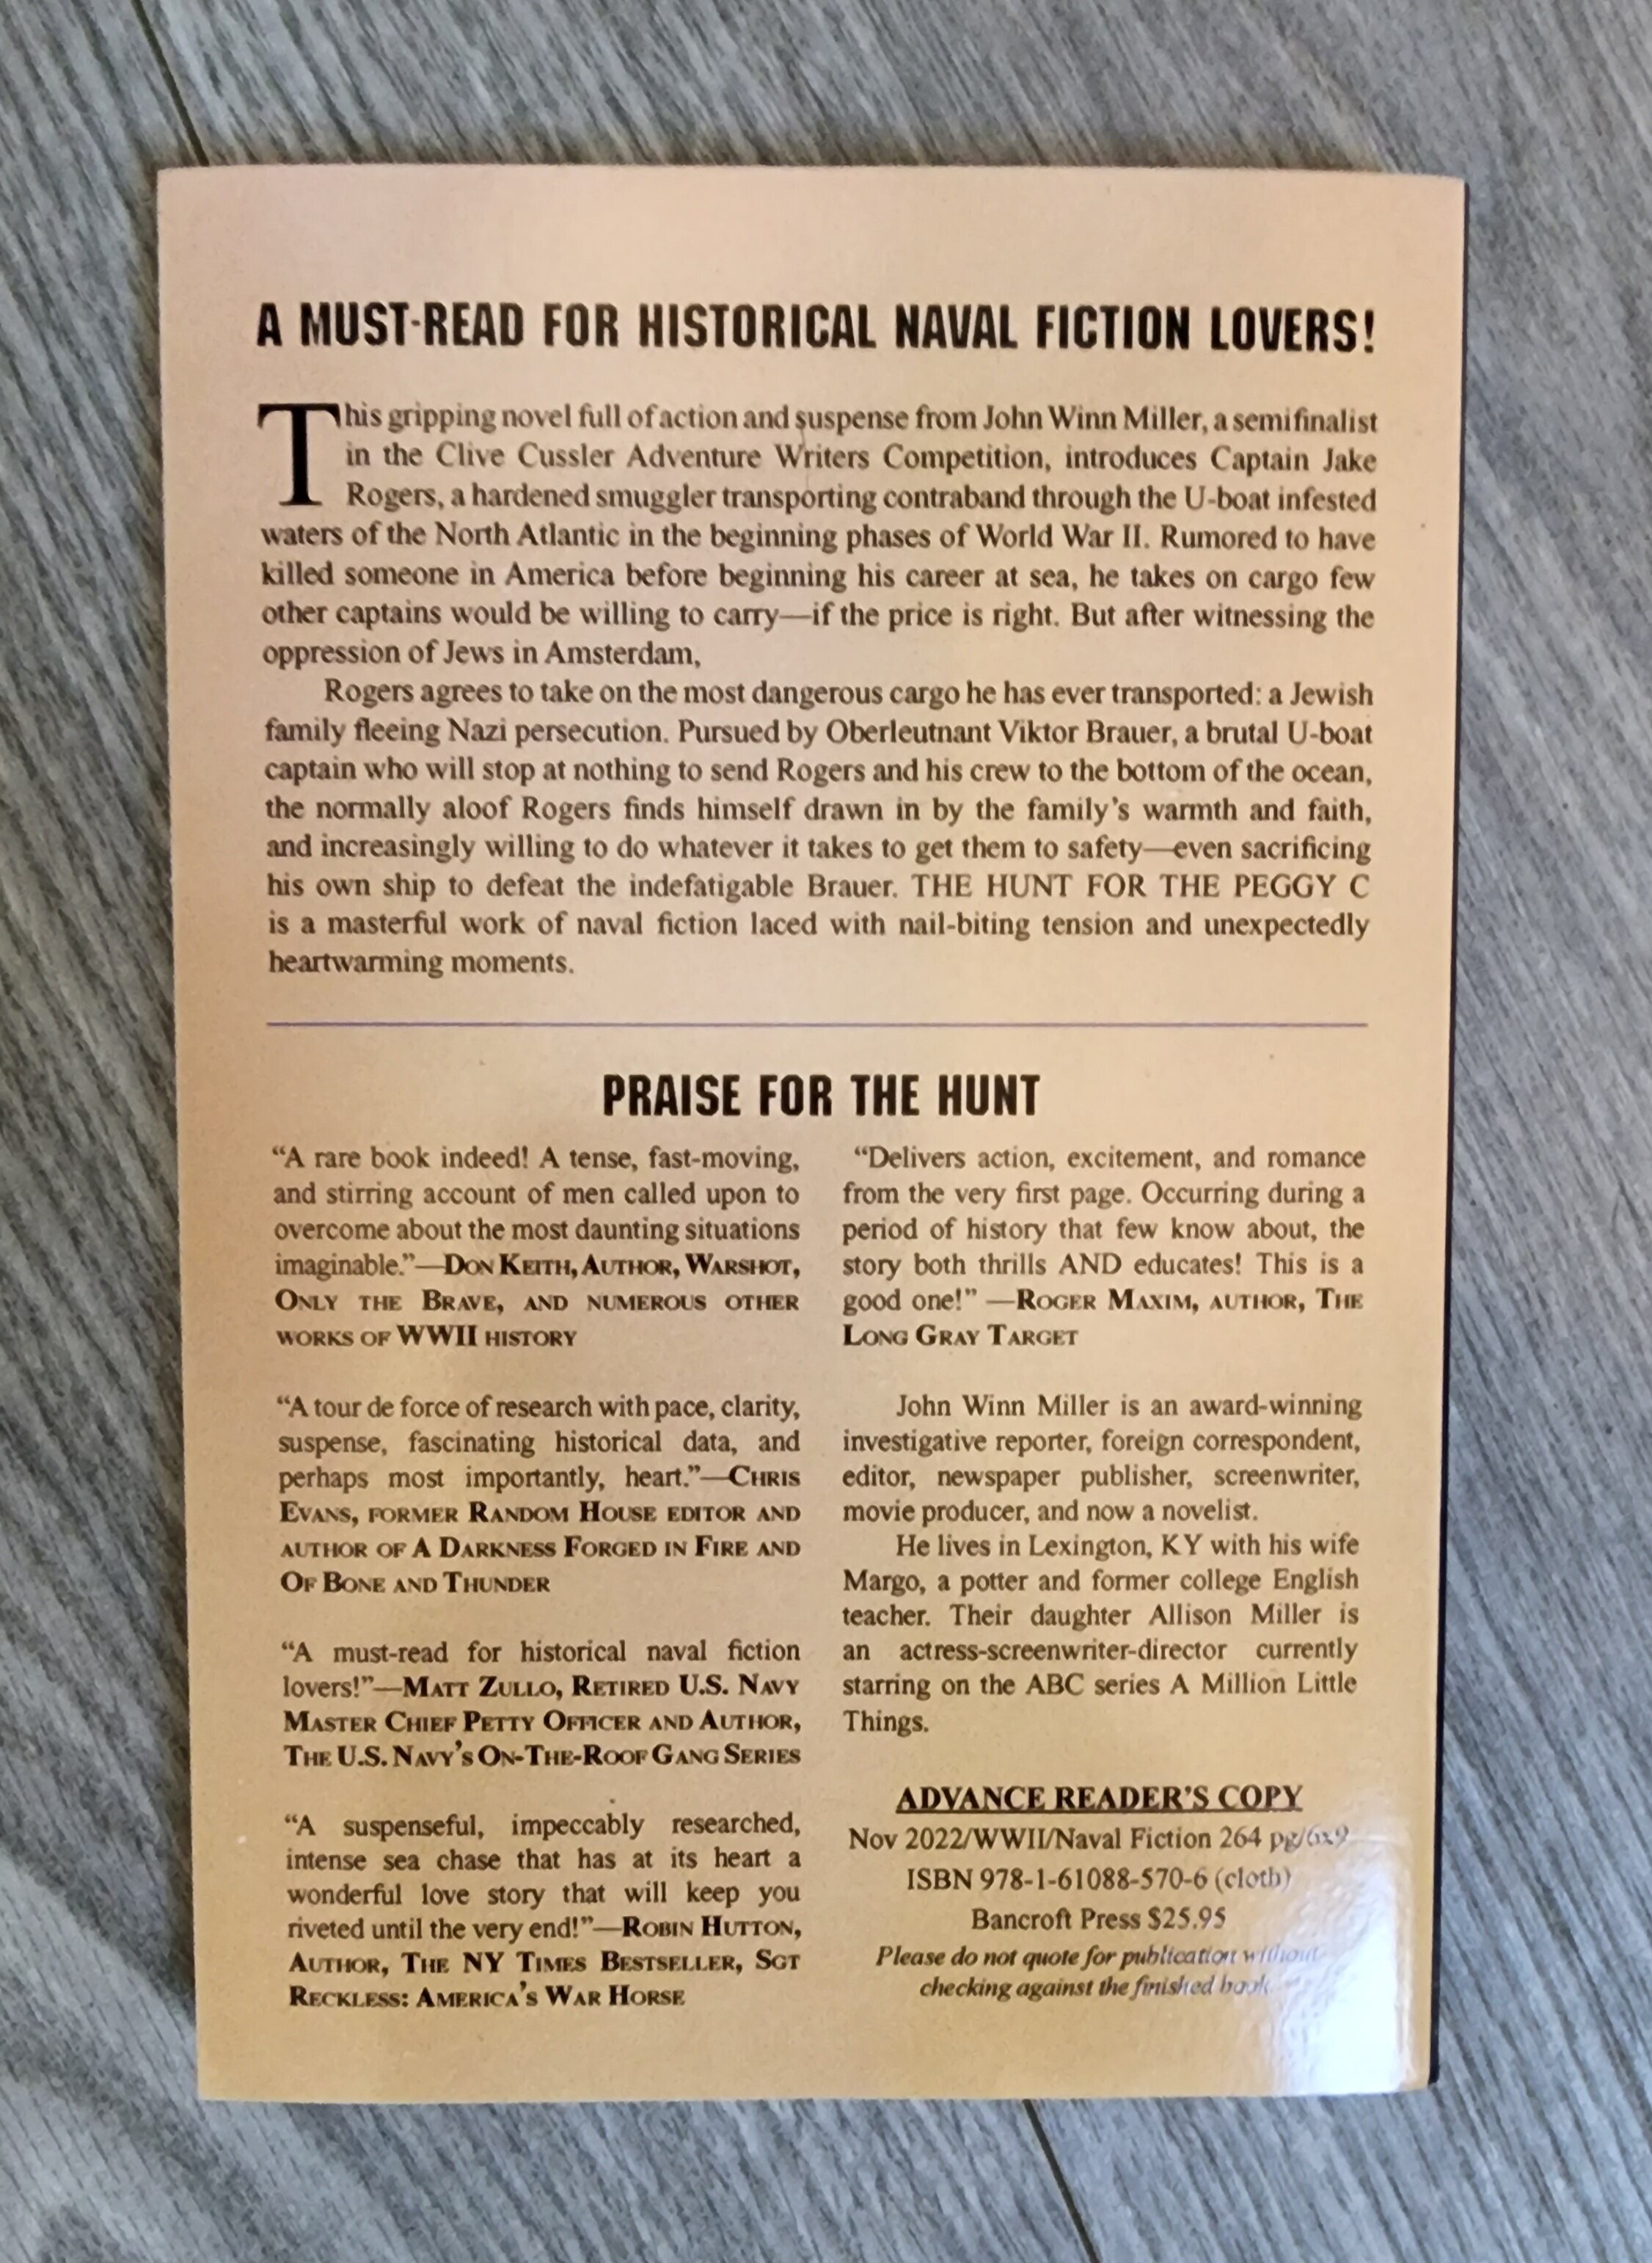 A MUST-READ FOR HISTORICAL NAVAL FICTION LOVERS!
This gripping novel full of action and suspense from John Winn Miller, a semifinalist
in the Clive Cussler Adventure Writers Competition, introduces Captain Jake
Rogers, a hardened smuggler transporting contraband through the U-boat infested
waters of the North Atlantic in the beginning phases of World War II. Rumored to have
killed someone in America before beginning his career at sea, he takes on cargo few
other captains would be willing to carry—if the price is right. But after witnessing the
oppression of Jews in Amsterdam,
Rogers agrees to take on the most dangerous cargo he has ever transported: a Jewish
family fleeing Nazi persecution. Pursued by Oberleutnant Viktor Brauer, a brutal U-boat
captain who will stop at nothing to send Rogers and his crew to the bottom of the ocean,
the normally aloof Rogers finds himself drawn in by the family's warmth and faith,
and increasingly willing to do whatever it takes to get them to safety—even sacrificing
his own ship to defeat the indefatigable Brauer. THE HUNT FOR THE PEGGY C
is a masterful work of naval fiction laced with nail-biting tension and unexpectedly
heartwarming moments.
PRAISE FOR THE HUNT
“A rare book indeed! A tense, fast-moving,
and stirring account of men called upon to
overcome about the most daunting situations
imaginable.”—DON KEITH, AUTHOR, WARSHOT,
ONLY THE BRAVE, AND NUMEROUS OTHER
WORKS OF WWII HISTORY
“A tour de force of research with pace, clarity,
suspense, fascinating historical data, and
perhaps most importantly, heart.”—CHRIS
EVANS, FORMER RANDOM HOUSE EDITOR AND
AUTHOR OF A DARKNESS FORGED IN FIRE AND
OF BONE AND THUNDER
“A must-read for historical naval fiction
lovers!”—MATT ZULLO, RETIRED U.S. NAVY
MASTER CHIEF PETTY OFFICER AND AUTHOR,
THE U.S. NAVY'S ON-THE-ROOF GANG SERIES
“A suspenseful, impeccably researched,
intense sea chase that has at its heart a
wonderful love story that will keep you
riveted until the very end!”—ROBIN HUTTON,
AUTHOR, THE NY TIMES BESTSELLER, SGT
RECKLESS: AMERICA'S WAR HORSE
“Delivers action, excitement, and romance
from the very first page. Occurring during a
period of history that few know about, the
story both thrills AND educates! This is a
good one!” —ROGER MAXIM, AUTHOR, THE
LONG GRAY TARGET
John Winn Miller is an award-winning
investigative reporter, foreign correspondent,
editor, newspaper publisher, screenwriter,
movie producer, and now a novelist.
He lives in Lexington, KY with his wife
Margo, a potter and former college English
teacher. Their daughter Allison Miller is
an actress-screenwriter-director currently
starring on the ABC series A Million Little
Things.
ADVANCE READER'S COPY
Nov 2022/WWII/Naval Fiction 264 pg/6x9
ISBN 978-1-61088-570-6 (cloth)
Bancroft Press $25.95
Please do not quote for publication without
checking against the finished book